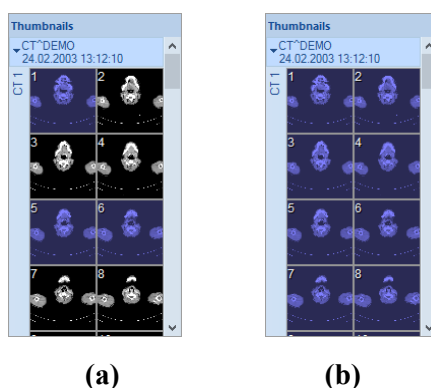 Thumbnails
CT^DEMO
24.02.2003 13:12:10
CT 1
1 2
3 4
5 6
7 8
(a)
Thumbnails
CT^DEMO
24.02.2003 13:12:10
CT 1
1 2
3 4
5 6
7 8
(b)